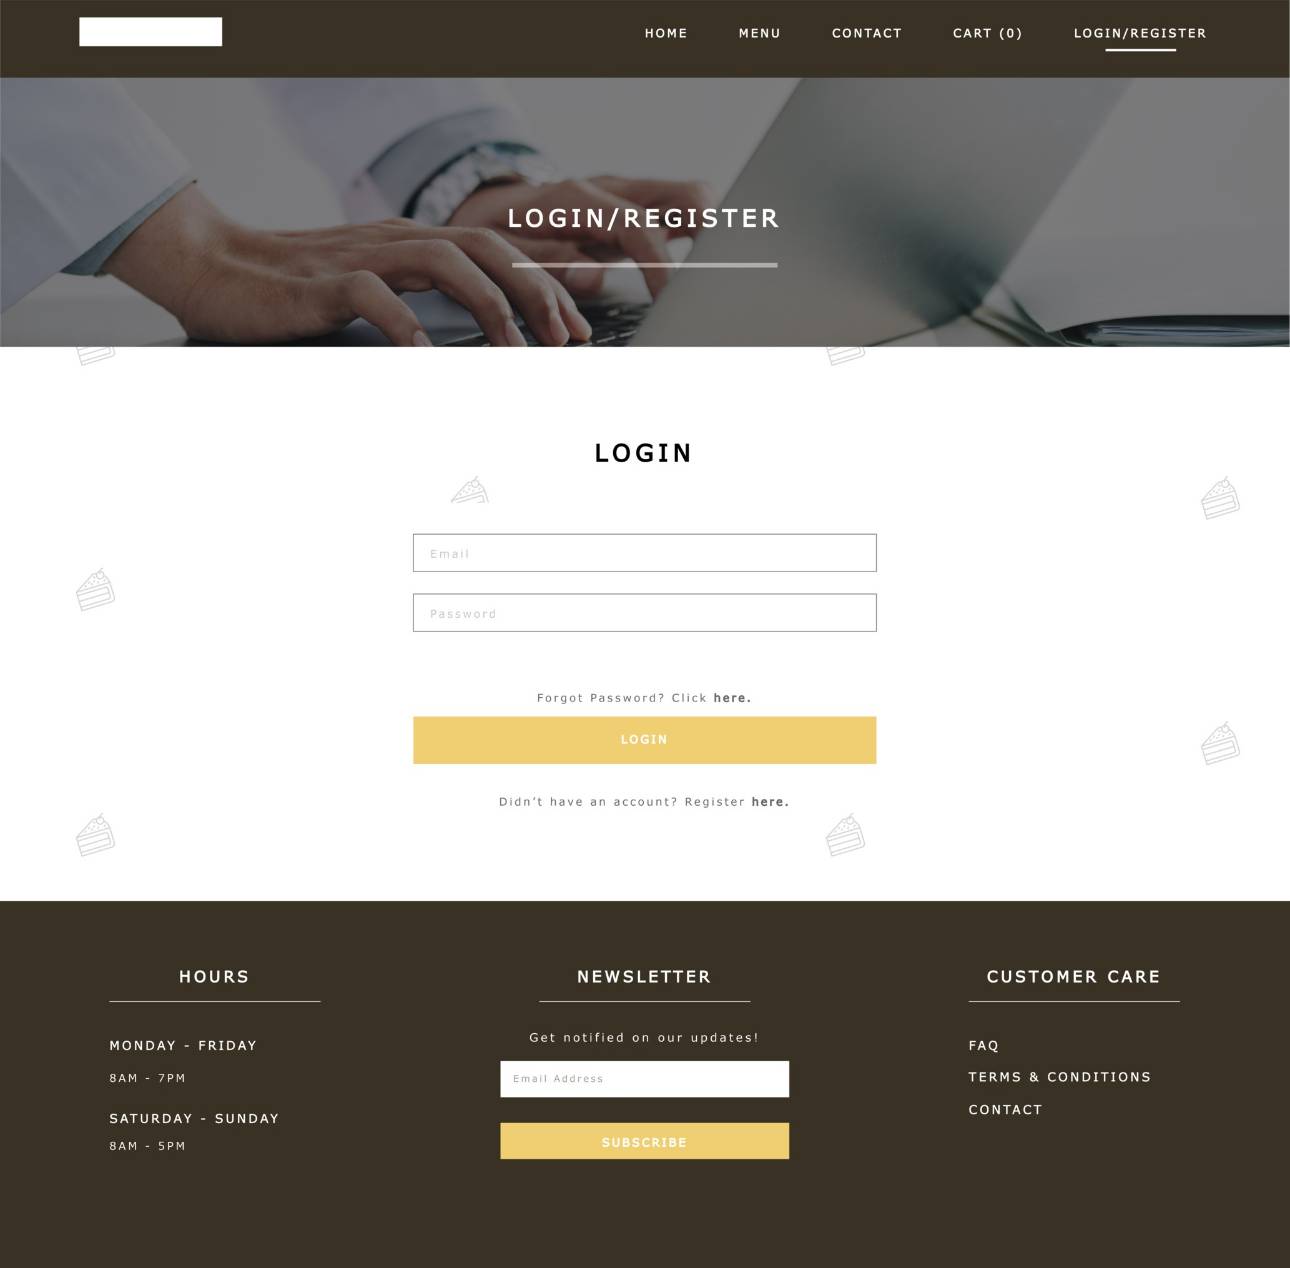 HOME
MENU
CONTACT
CART (0)
LOGIN/REGISTER
LOGIN/REGISTER
LOGIN
Email
Password
Forgot Password? Click here.
LOGIN
Didn't have an account? Register here.
HOURS
MONDAY - FRIDAY
8AM - 7PM
SATURDAY - SUNDAY
8AM - 5PM
NEWSLETTER
Get notified on our updates!
Email Address
SUBSCRIBE
CUSTOMER CARE
FAQ
TERMS & CONDITIONS
CONTACT